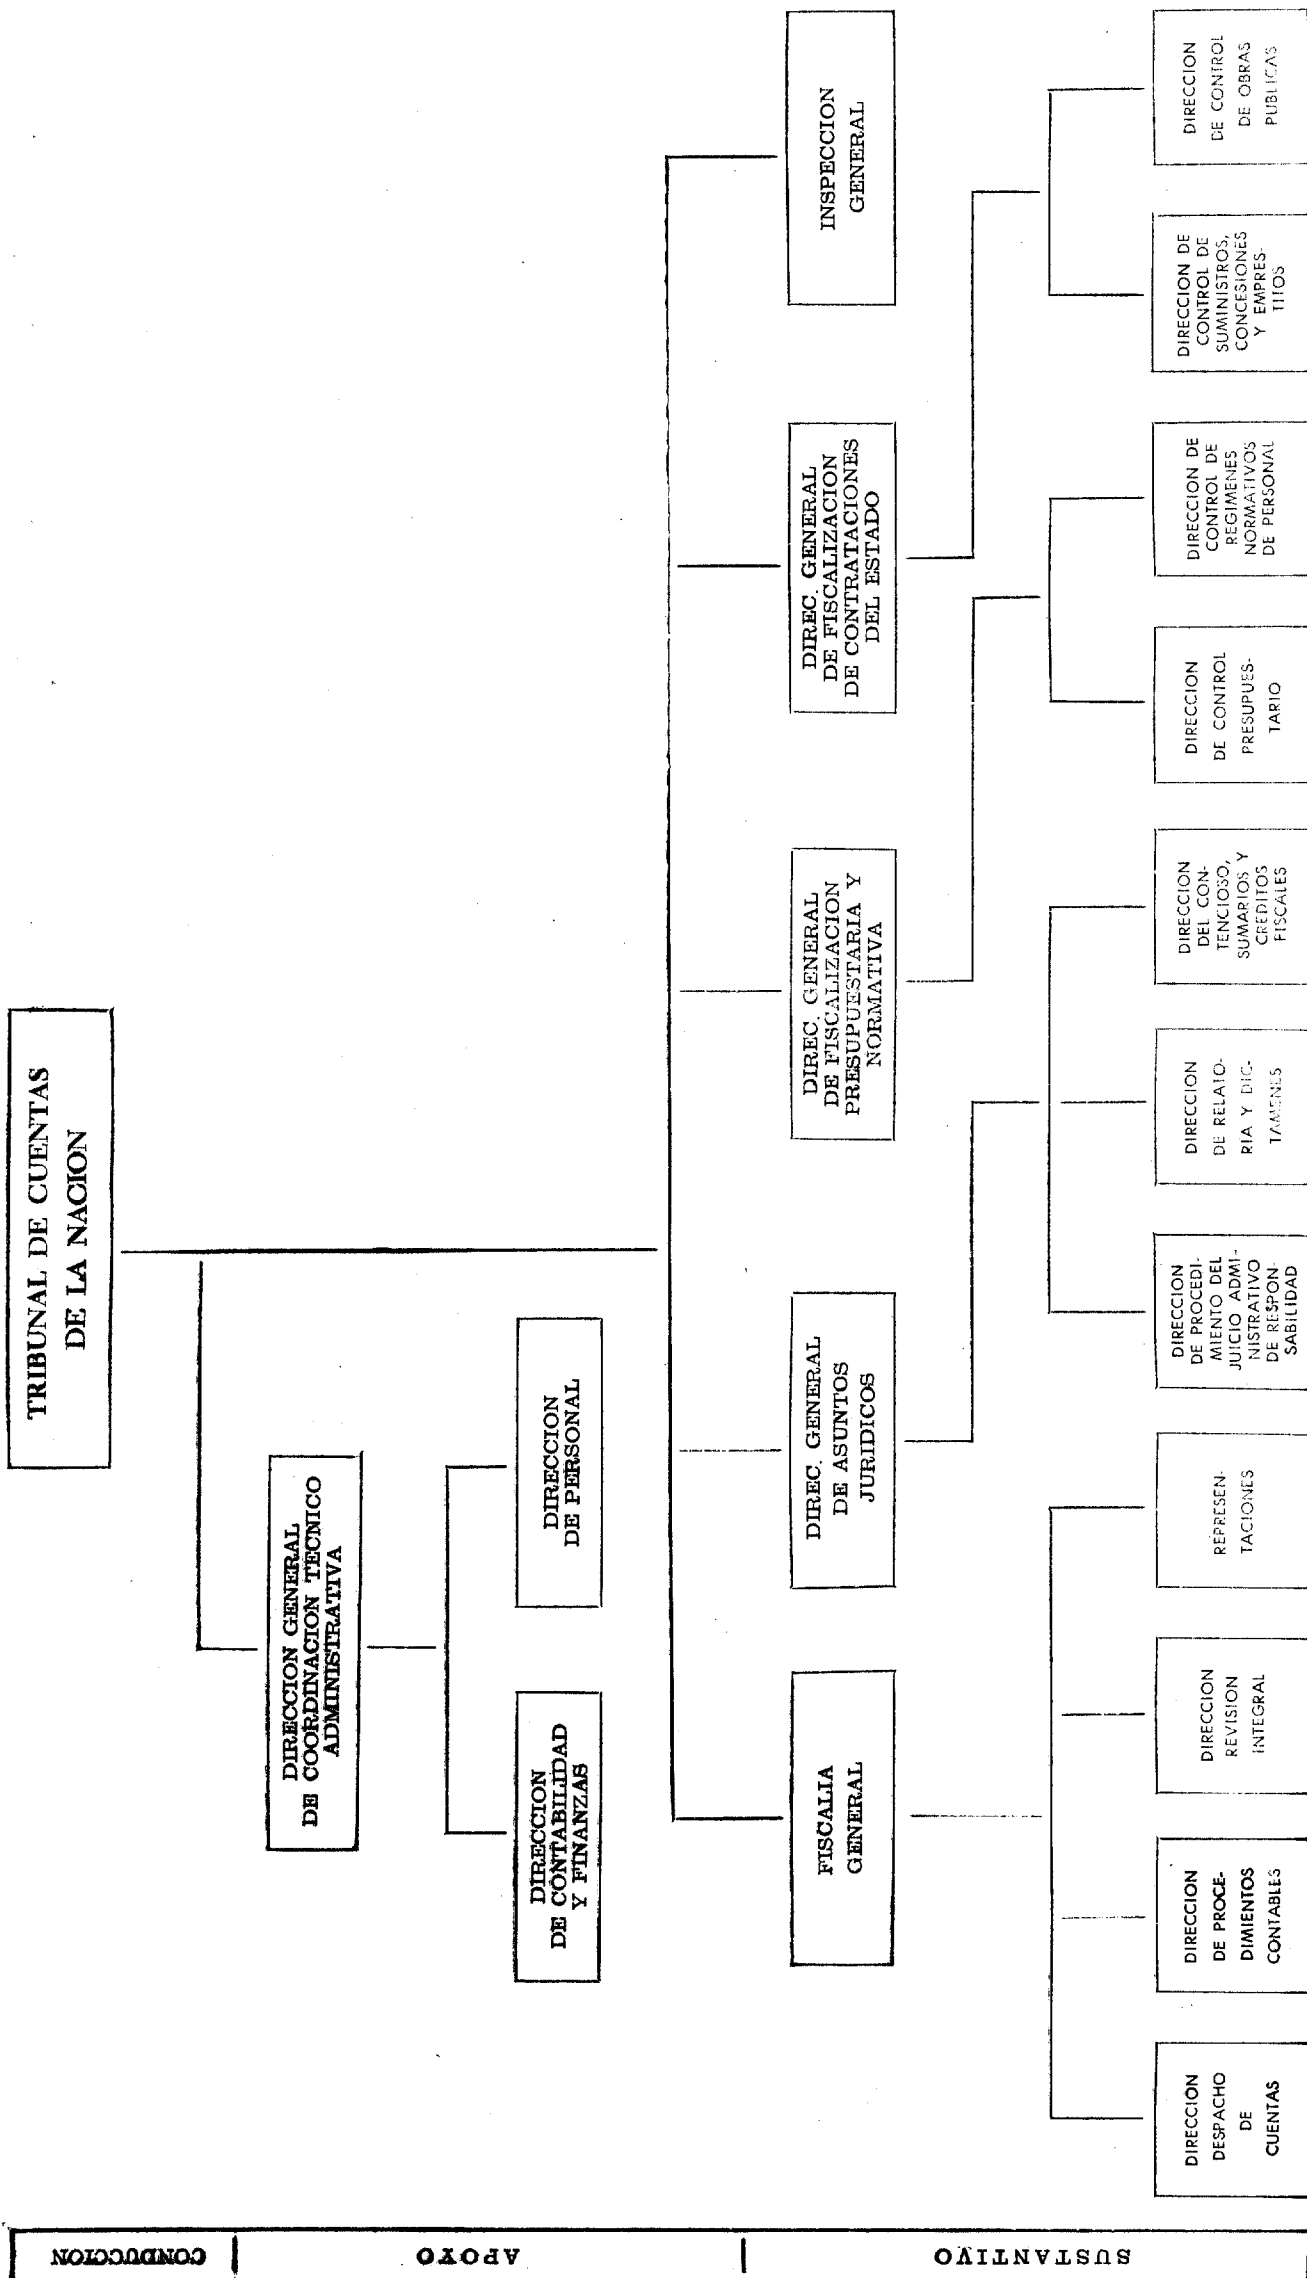 TRIBUNAL DE CUENTAS
DE LA NACION
DIRECCION GENERAL
DE COORDINACION TECNICO
ADMINISTRATIVA
DIRECCION
DE CONTABILIDAD
Y FINANZAS
DIRECCION
DE PERSONAL
FISCALIA
GENERAL
DIREC. GENERAL
DE ASUNTOS
JURIDICOS
DIREC. GENERAL
DE FISCALIZACION
PRESUPUESTARIA Y
NORMATIVA
DIREC. GENERAL
DE FISCALIZACION
DE CONTRATACIONES
DEL ESTADO
INSPECCION
GENERAL
DIRECCION
DESPACHO
DE
CUENTAS
DIRECCION
DE PROCE-
DIMIENTOS
CONTABLES
DIRECCION
REVISION
INTEGRAL
REPRESEN-
TACIONES
DIRECCION
DE PROCEDI-
MIENTO DEL
JUICIO ADMI-
NISTRATIVO
DE RESPON-
SABILIDAD
DIRECCION
DE RELATO-
RIA Y DIC-
TAMENES
DIRECCION
DEL CON-
TENCIOSO,
SUMARIOS Y
CREDITOS
FISCALES
DIRECCION
DE CONTROL
PRESUPUES-
TARIO
DIRECCION DE
CONTROL DE
REGIMENES
NORMATIVOS
DE PERSONAL
DIRECCION DE
CONTROL DE
SUMINISTROS,
CONCESIONES
Y EMPRES-
TITOS
DIRECCION
DE CONTROL
DE OBRAS
PUBLICAS
CONDUCCION
APOYO
SUSTANTIVO